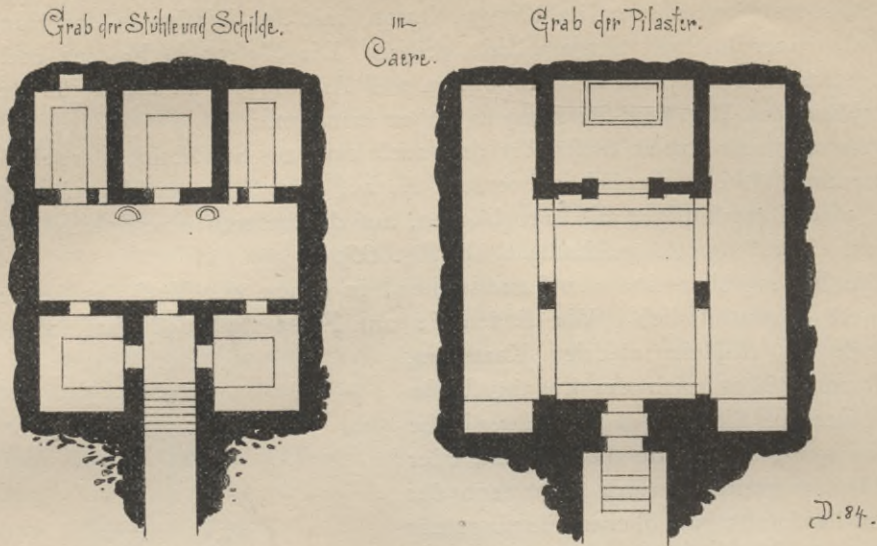 Grab der Stühle und Schilde.
in
Caere.
Grab der Pilaster.
D. 84.